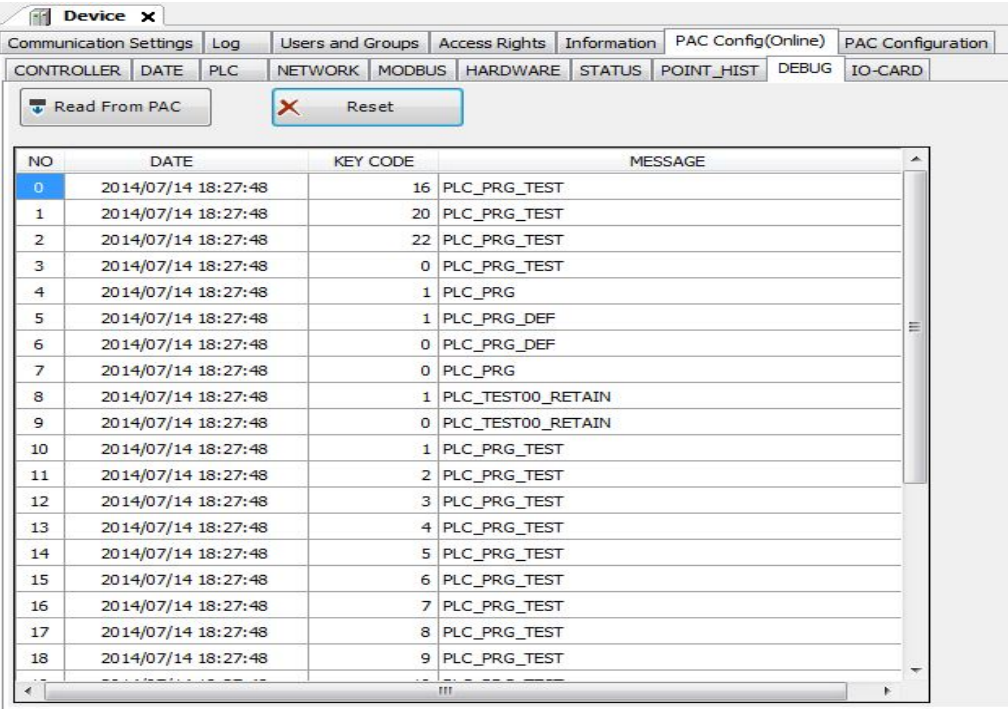 Device
Communication Settings Log Users and Groups Access Rights Information PAC Config(Online) PAC Configuration
CONTROLLER DATE PLC NETWORK MODBUS HARDWARE STATUS POINT_HIST DEBUG IO-CARD
Read From PAC Reset
NO DATE KEY CODE MESSAGE
0 2014/07/14 18:27:48 16 PLC_PRG_TEST
1 2014/07/14 18:27:48 20 PLC_PRG_TEST
2 2014/07/14 18:27:48 22 PLC_PRG_TEST
3 2014/07/14 18:27:48 0 PLC_PRG_TEST
4 2014/07/14 18:27:48 1 PLC_PRG
5 2014/07/14 18:27:48 1 PLC_PRG_DEF
6 2014/07/14 18:27:48 0 PLC_PRG_DEF
7 2014/07/14 18:27:48 0 PLC_PRG
8 2014/07/14 18:27:48 1 PLC_TEST00_RETAIN
9 2014/07/14 18:27:48 0 PLC_TEST00_RETAIN
10 2014/07/14 18:27:48 1 PLC_PRG_TEST
11 2014/07/14 18:27:48 2 PLC_PRG_TEST
12 2014/07/14 18:27:48 3 PLC_PRG_TEST
13 2014/07/14 18:27:48 4 PLC_PRG_TEST
14 2014/07/14 18:27:48 5 PLC_PRG_TEST
15 2014/07/14 18:27:48 6 PLC_PRG_TEST
16 2014/07/14 18:27:48 7 PLC_PRG_TEST
17 2014/07/14 18:27:48 8 PLC_PRG_TEST
18 2014/07/14 18:27:48 9 PLC_PRG_TEST